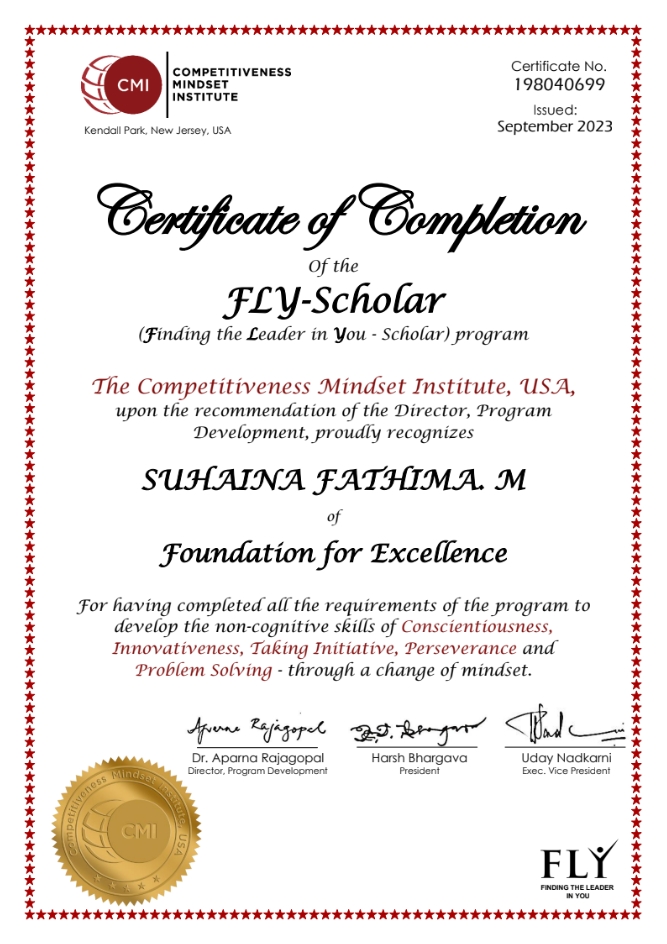 CMI
COMPETITIVENESS
MINDSET
INSTITUTE
Kendall Park, New Jersey, USA
Certificate No.
198040699
Issued:
September 2023
Certificate of Completion
Of the
FLY-Scholar
(Finding the Leader in You - Scholar) program
The Competitiveness Mindset Institute, USA,
upon the recommendation of the Director, Program
Development, proudly recognizes
SUHAINA FATHIMA. M
of
Foundation for Excellence
For having completed all the requirements of the program to
develop the non-cognitive skills of Conscientiousness,
Innovativeness, Taking Initiative, Perseverance and
Problem Solving - through a change of mindset.
Aparna Rajagopal
Dr. Aparna Rajagopal
Director, Program Development
Harsh Bhargava
President
Uday Nadkarni
Exec. Vice President
Competitiveness Mindset Institute, USA
CMI
FLY
FINDING THE LEADER
IN YOU